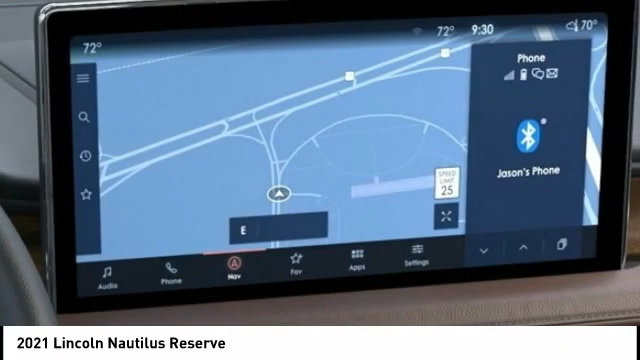 72°
72°
9:30
70°
Phone
Jason's Phone
SPEED
LIMIT
25
E
Audio
Phone
Nav
Fav
Apps
Settings
2021 Lincoln Nautilus Reserve